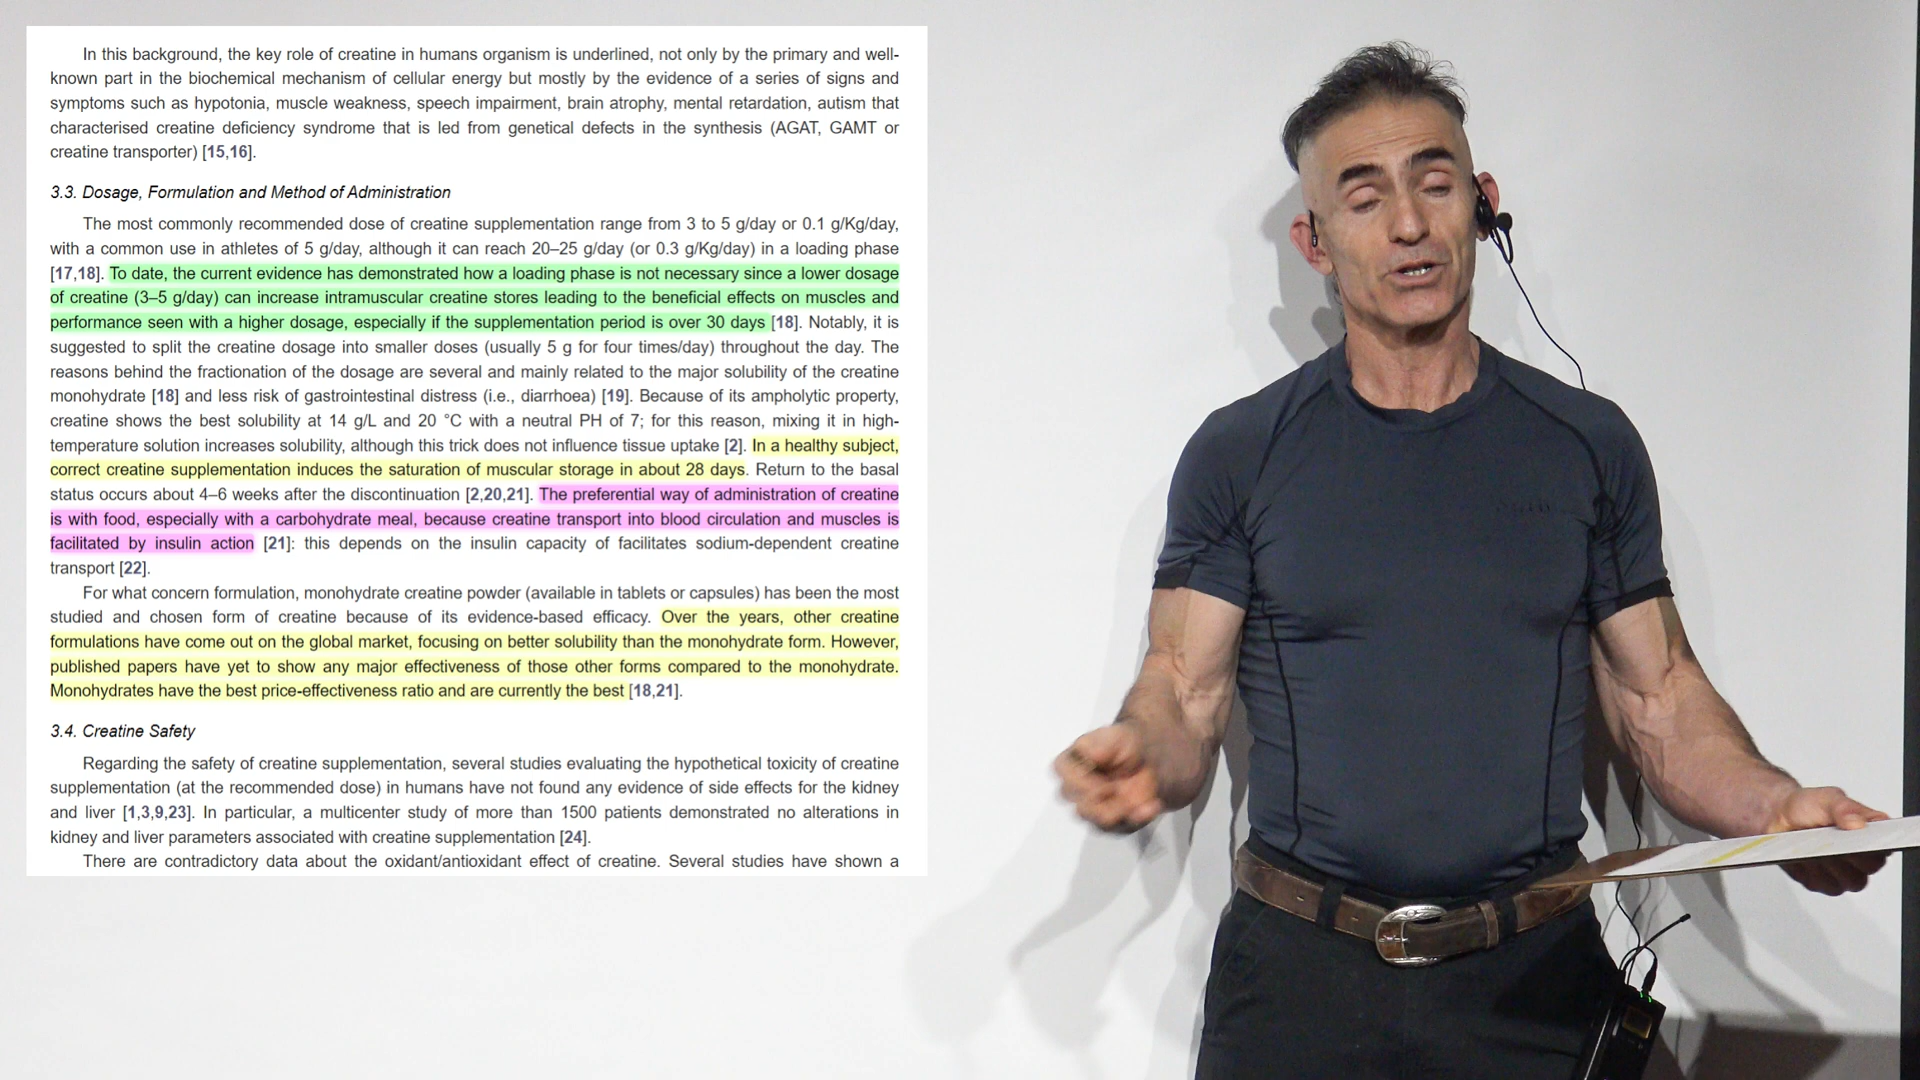 In this background, the key role of creatine in humans organism is underlined, not only by the primary and well-
known part in the biochemical mechanism of cellular energy but mostly by the evidence of a series of signs and
symptoms such as hypotonia, muscle weakness, speech impairment, brain atrophy, mental retardation, autism that
characterised creatine deficiency syndrome that is led from genetical defects in the synthesis (AGAT, GAMT or
creatine transporter) [15,16].
3.3. Dosage, Formulation and Method of Administration
The most commonly recommended dose of creatine supplementation range from 3 to 5 g/day or 0.1 g/Kg/day,
with a common use in athletes of 5 g/day, although it can reach 20–25 g/day (or 0.3 g/Kg/day) in a loading phase
[17,18]. To date, the current evidence has demonstrated how a loading phase is not necessary since a lower dosage
of creatine (3–5 g/day) can increase intramuscular creatine stores leading to the beneficial effects on muscles and
performance seen with a higher dosage, especially if the supplementation period is over 30 days [18]. Notably, it is
suggested to split the creatine dosage into smaller doses (usually 5 g for four times/day) throughout the day. The
reasons behind the fractionation of the dosage are several and mainly related to the major solubility of the creatine
monohydrate [18] and less risk of gastrointestinal distress (i.e., diarrhoea) [19]. Because of its ampholytic property,
creatine shows the best solubility at 14 g/L and 20 °C with a neutral PH of 7; for this reason, mixing it in high-
temperature solution increases solubility, although this trick does not influence tissue uptake [2]. In a healthy subject,
correct creatine supplementation induces the saturation of muscular storage in about 28 days. Return to the basal
status occurs about 4–6 weeks after the discontinuation [2,20,21]. The preferential way of administration of creatine
is with food, especially with a carbohydrate meal, because creatine transport into blood circulation and muscles is
facilitated by insulin action [21]: this depends on the insulin capacity of facilitates sodium-dependent creatine
transport [22].
For what concern formulation, monohydrate creatine powder (available in tablets or capsules) has been the most
studied and chosen form of creatine because of its evidence-based efficacy. Over the years, other creatine
formulations have come out on the global market, focusing on better solubility than the monohydrate form. However,
published papers have yet to show any major effectiveness of those other forms compared to the monohydrate.
Monohydrates have the best price-effectiveness ratio and are currently the best [18,21].
3.4. Creatine Safety
Regarding the safety of creatine supplementation, several studies evaluating the hypothetical toxicity of creatine
supplementation (at the recommended dose) in humans have not found any evidence of side effects for the kidney
and liver [1,3,9,23]. In particular, a multicenter study of more than 1500 patients demonstrated no alterations in
kidney and liver parameters associated with creatine supplementation [24].
There are contradictory data about the oxidant/antioxidant effect of creatine. Several studies have shown a